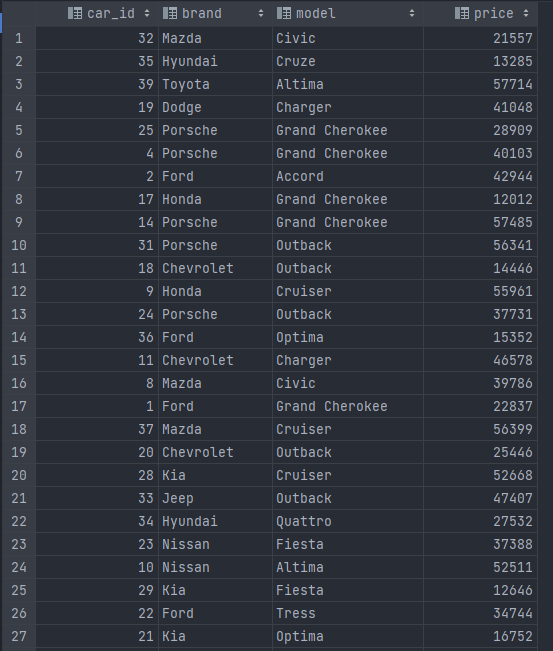 car_id brand model price
1 32 Mazda Civic 21557
2 35 Hyundai Cruze 13285
3 39 Toyota Altima 57714
4 19 Dodge Charger 41048
5 25 Porsche Grand Cherokee 28909
6 4 Porsche Grand Cherokee 40103
7 2 Ford Accord 42944
8 17 Honda Grand Cherokee 12012
9 14 Porsche Grand Cherokee 57485
10 31 Porsche Outback 56341
11 18 Chevrolet Outback 14446
12 9 Honda Cruiser 55961
13 24 Porsche Outback 37731
14 36 Ford Optima 15352
15 11 Chevrolet Charger 46578
16 8 Mazda Civic 39786
17 1 Ford Grand Cherokee 22837
18 37 Mazda Cruiser 56399
19 20 Chevrolet Outback 25446
20 28 Kia Cruiser 52668
21 33 Jeep Outback 47407
22 34 Hyundai Quattro 27532
23 23 Nissan Fiesta 37388
24 10 Nissan Altima 52511
25 29 Kia Fiesta 12646
26 22 Ford Tress 34744
27 21 Kia Optima 16752